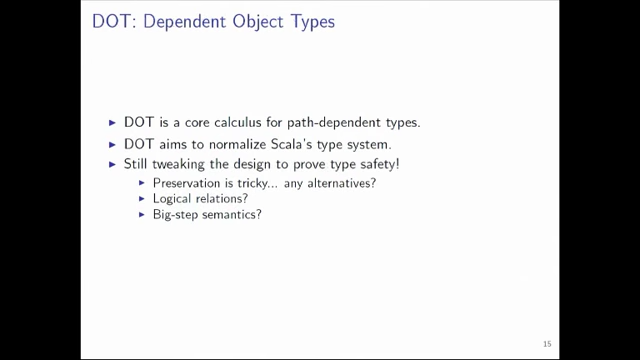 DOT: Dependent Object Types
▶ DOT is a core calculus for path-dependent types.
▶ DOT aims to normalize Scala's type system.
▶ Still tweaking the design to prove type safety!
▶ Preservation is tricky... any alternatives?
▶ Logical relations?
▶ Big-step semantics?
15